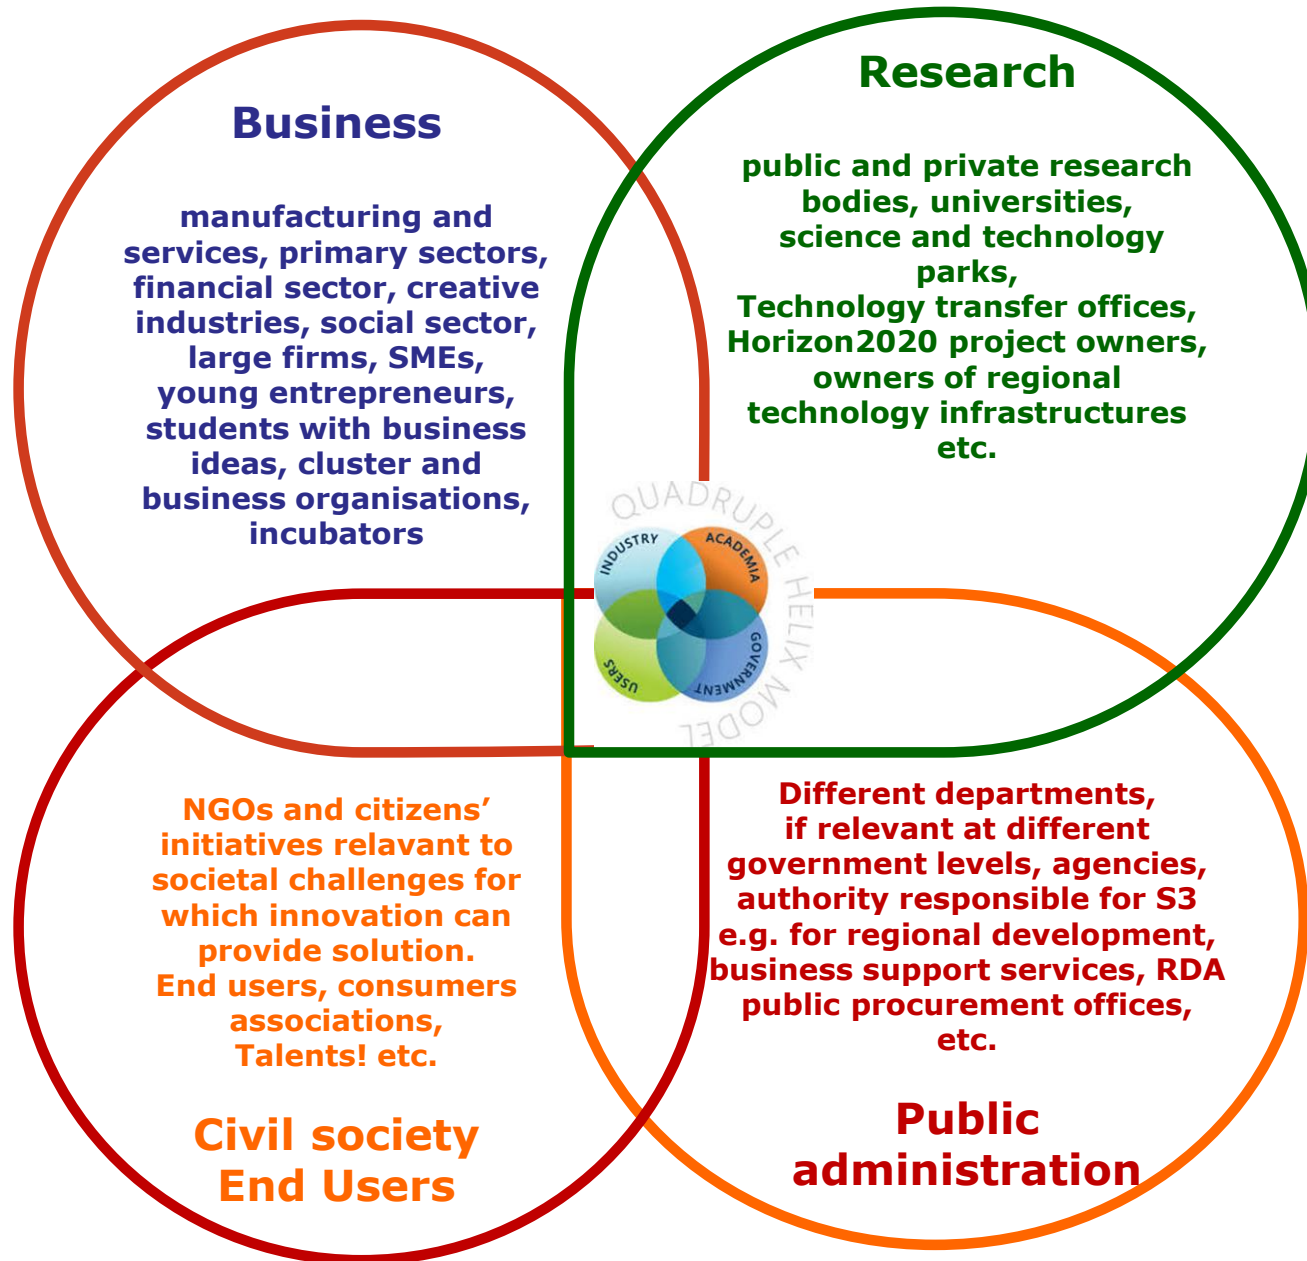 Business
manufacturing and
services, primary sectors,
financial sector, creative
industries, social sector,
large firms, SMEs,
young entrepreneurs,
students with business
ideas, cluster and
business organisations,
incubators
Research
public and private research
bodies, universities,
science and technology
parks,
Technology transfer offices,
Horizon2020 project owners,
owners of regional
technology infrastructures
etc.
QUADRUPLE HELIX MODEL
INDUSTRY
ACADEMIA
USERS
GOVERNMENT
NGOs and citizens’
initiatives relavant to
societal challenges for
which innovation can
provide solution.
End users, consumers
associations,
Talents! etc.
Civil society
End Users
Different departments,
if relevant at different
government levels, agencies,
authority responsible for S3
e.g. for regional development,
business support services, RDA
public procurement offices,
etc.
Public
administration